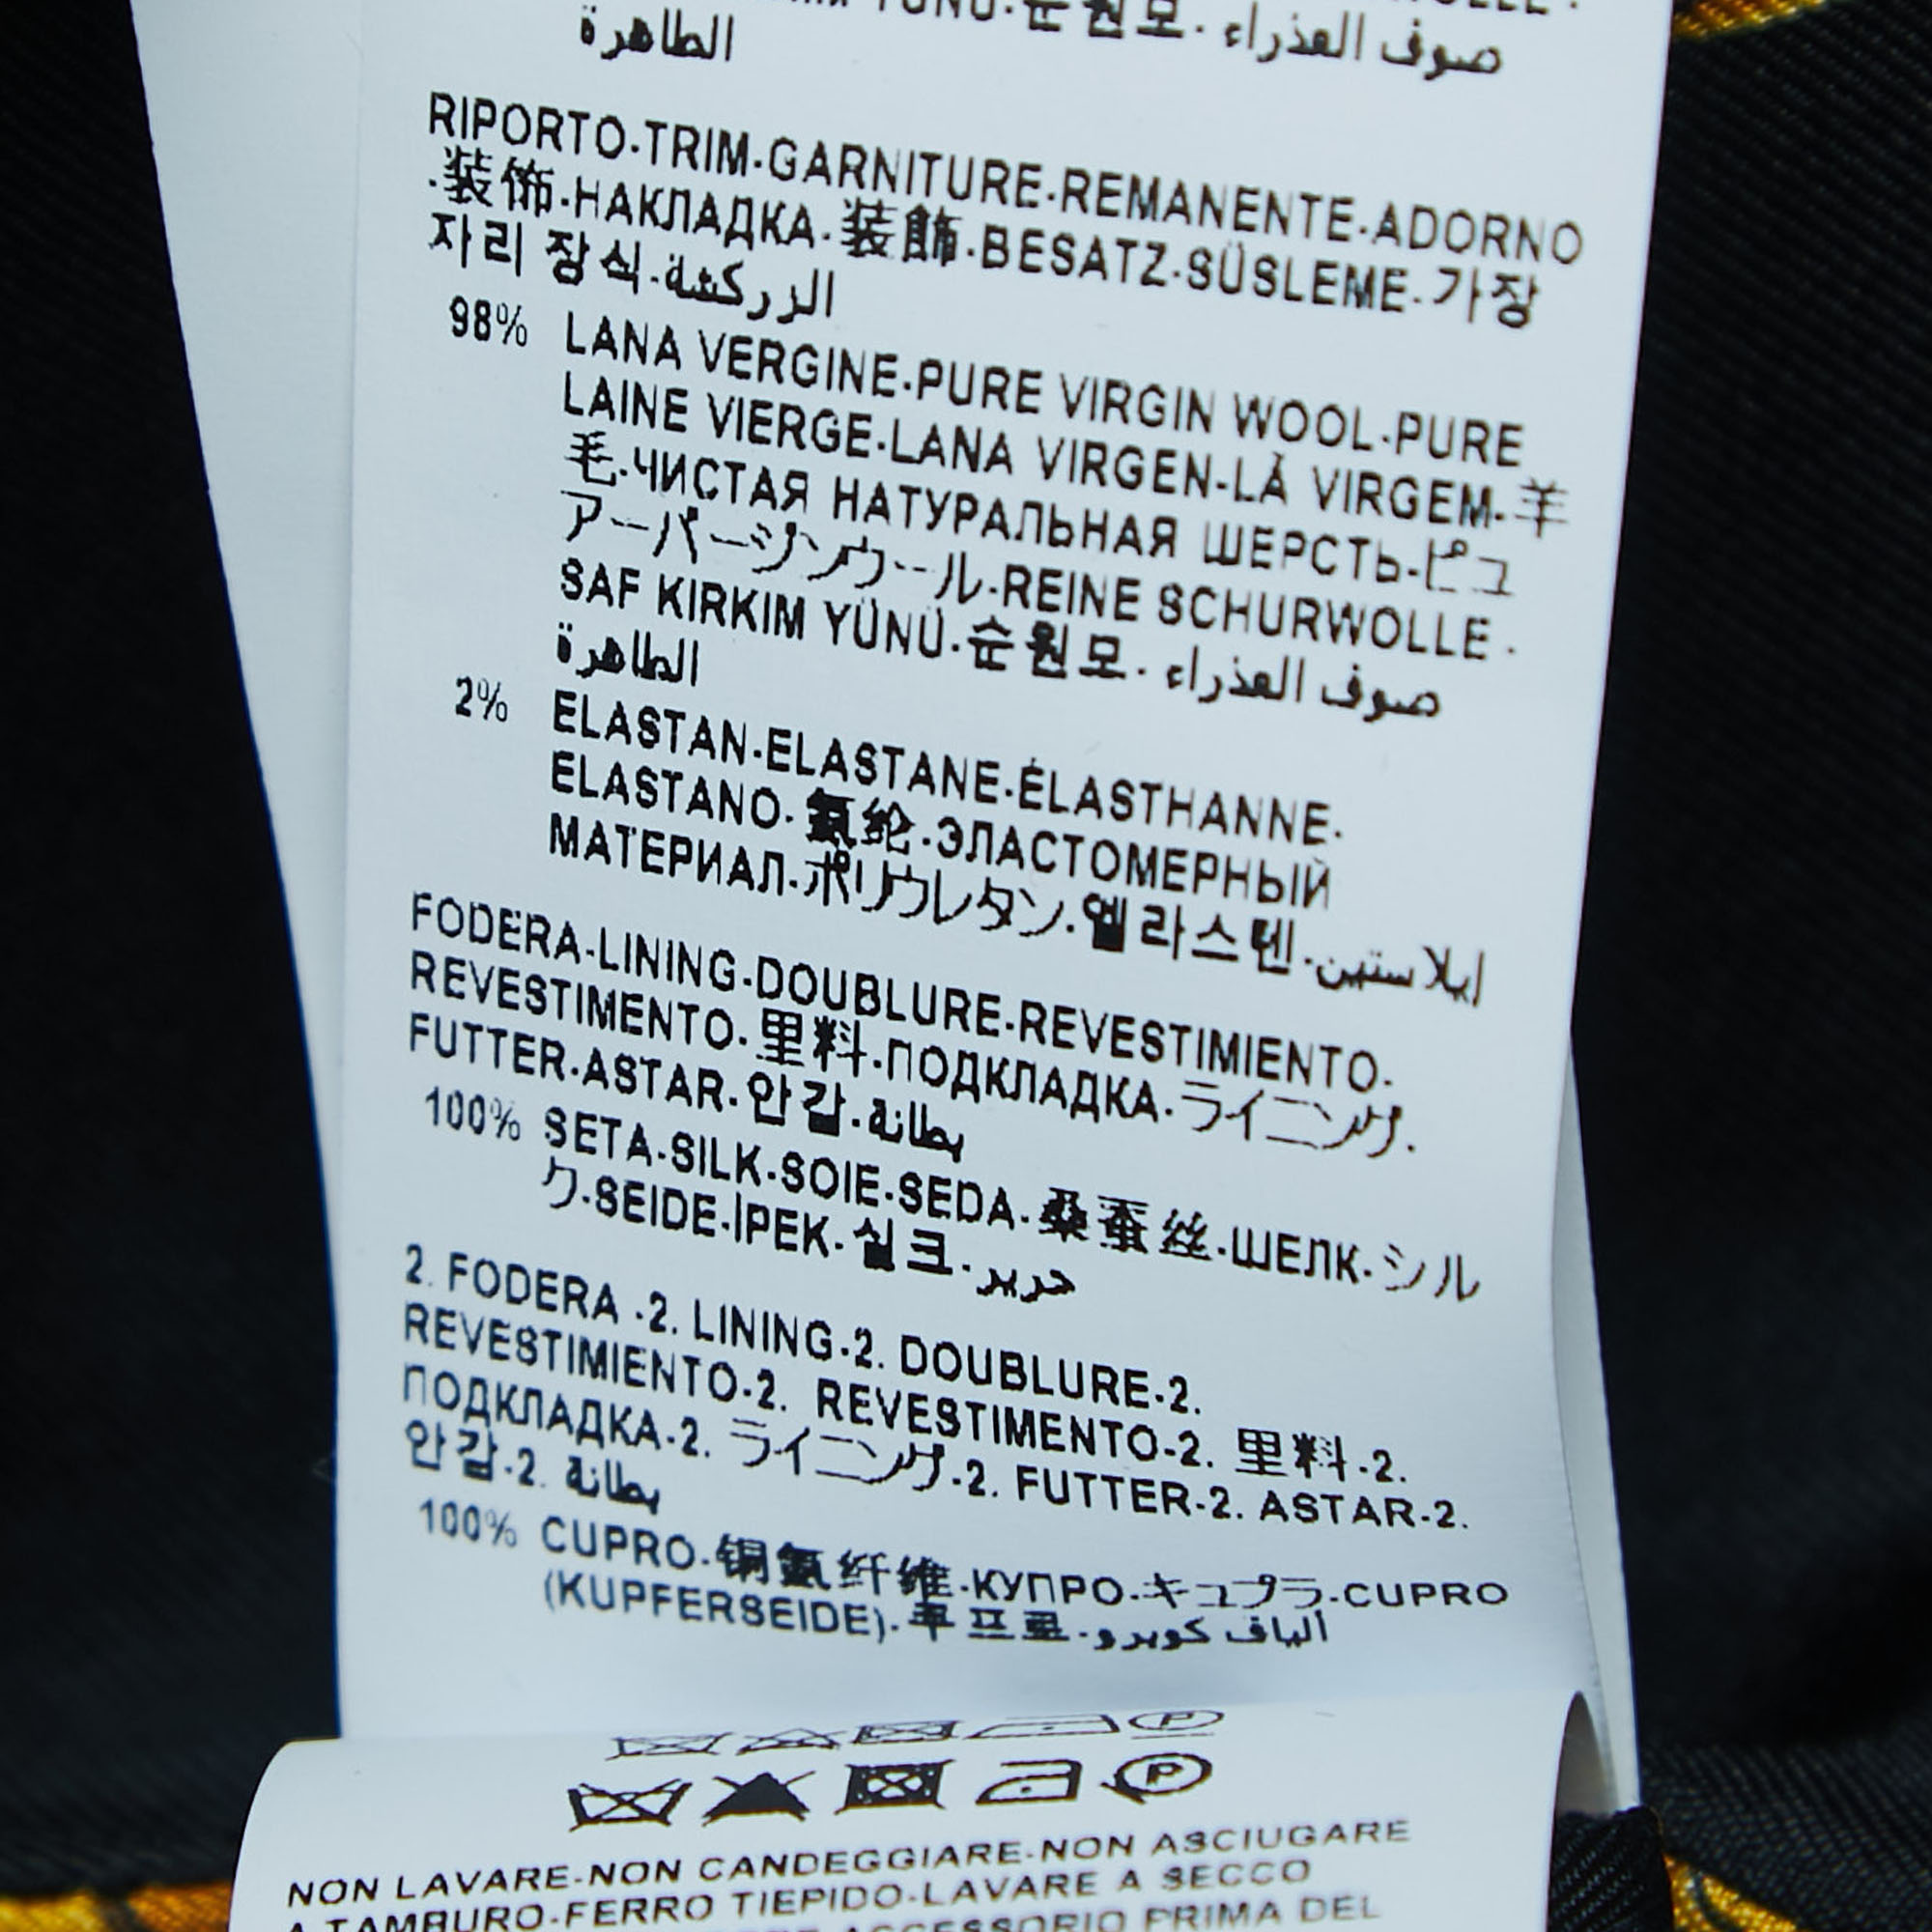 순원모· صوف العذراء
الطاهرة
RIPORTO-TRIM-GARNITURE-REMANENTE-ADORNO
·装饰-НАКЛАДКА·装飾·BESATZ-SÜSLEME·가장
자리 장식·الزركشة
98% LANA VERGINE-PURE VIRGIN WOOL-PURE
LAINE VIERGE-LANA VIRGEN-LÃ VIRGEM-羊
毛-ЧИСТАЯ НАТУРАЛЬНАЯ ШЕРСТЬ-ピュ
アーバージンウール-REINE SCHURWOLLE ·
SAF KIRKIM YÜNÜ·순원모· صوف العذراء
الطاهرة
2% ELASTAN-ELASTANE-ÉLASTHANNE-
ELASTANO·氨纶-ЭЛАСТОМЕРНЫЙ
МАТЕРИАЛ-ポリウレタン·엘라스텐·إيلاستين
FODERA-LINING-DOUBLURE-REVESTIMIENTO-
REVESTIMENTO·里料-ПОДКЛАДКА·ライニング·
FUTTER-ASTAR·안감·بطانة
100% SETA-SILK-SOIE-SEDA·桑蚕丝-ШЕЛК-シル
ク-SEIDE-İPEK·실크·حرير
2. FODERA -2. LINING-2. DOUBLURE-2.
REVESTIMIENTO-2. REVESTIMENTO-2. 里料-2.
ПОДКЛАДКА-2. ライニング-2. FUTTER-2. ASTAR-2.
안감-2. بطانة
100% CUPRO·铜氨纤维-КУПРО-キュプラ-CUPRO
(KUPFERSEIDE)·큐프로·ألياف كوبرو
P
P
NON LAVARE-NON CANDEGGIARE-NON ASCIUGARE
A TAMBURO-FERRO TIEPIDO-LAVARE A SECCO
ACCESSORIO PRIMA DEL